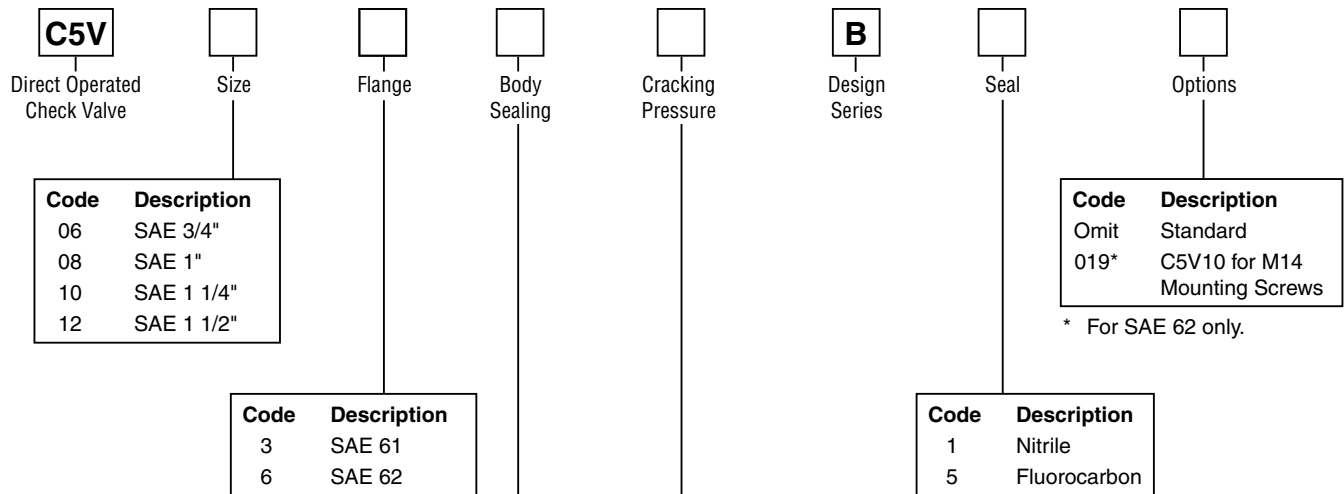 C5V
B
Direct Operated
Check Valve
Size
Flange
Body
Sealing
Cracking
Pressure
Design
Series
Seal
Options
Code Description
06 SAE 3/4"
08 SAE 1"
10 SAE 1 1/4"
12 SAE 1 1/2"
Code Description
Omit Standard
019* C5V10 for M14
Mounting Screws
* For SAE 62 only.
Code Description
3 SAE 61
6 SAE 62
Code Description
1 Nitrile
5 Fluorocarbon